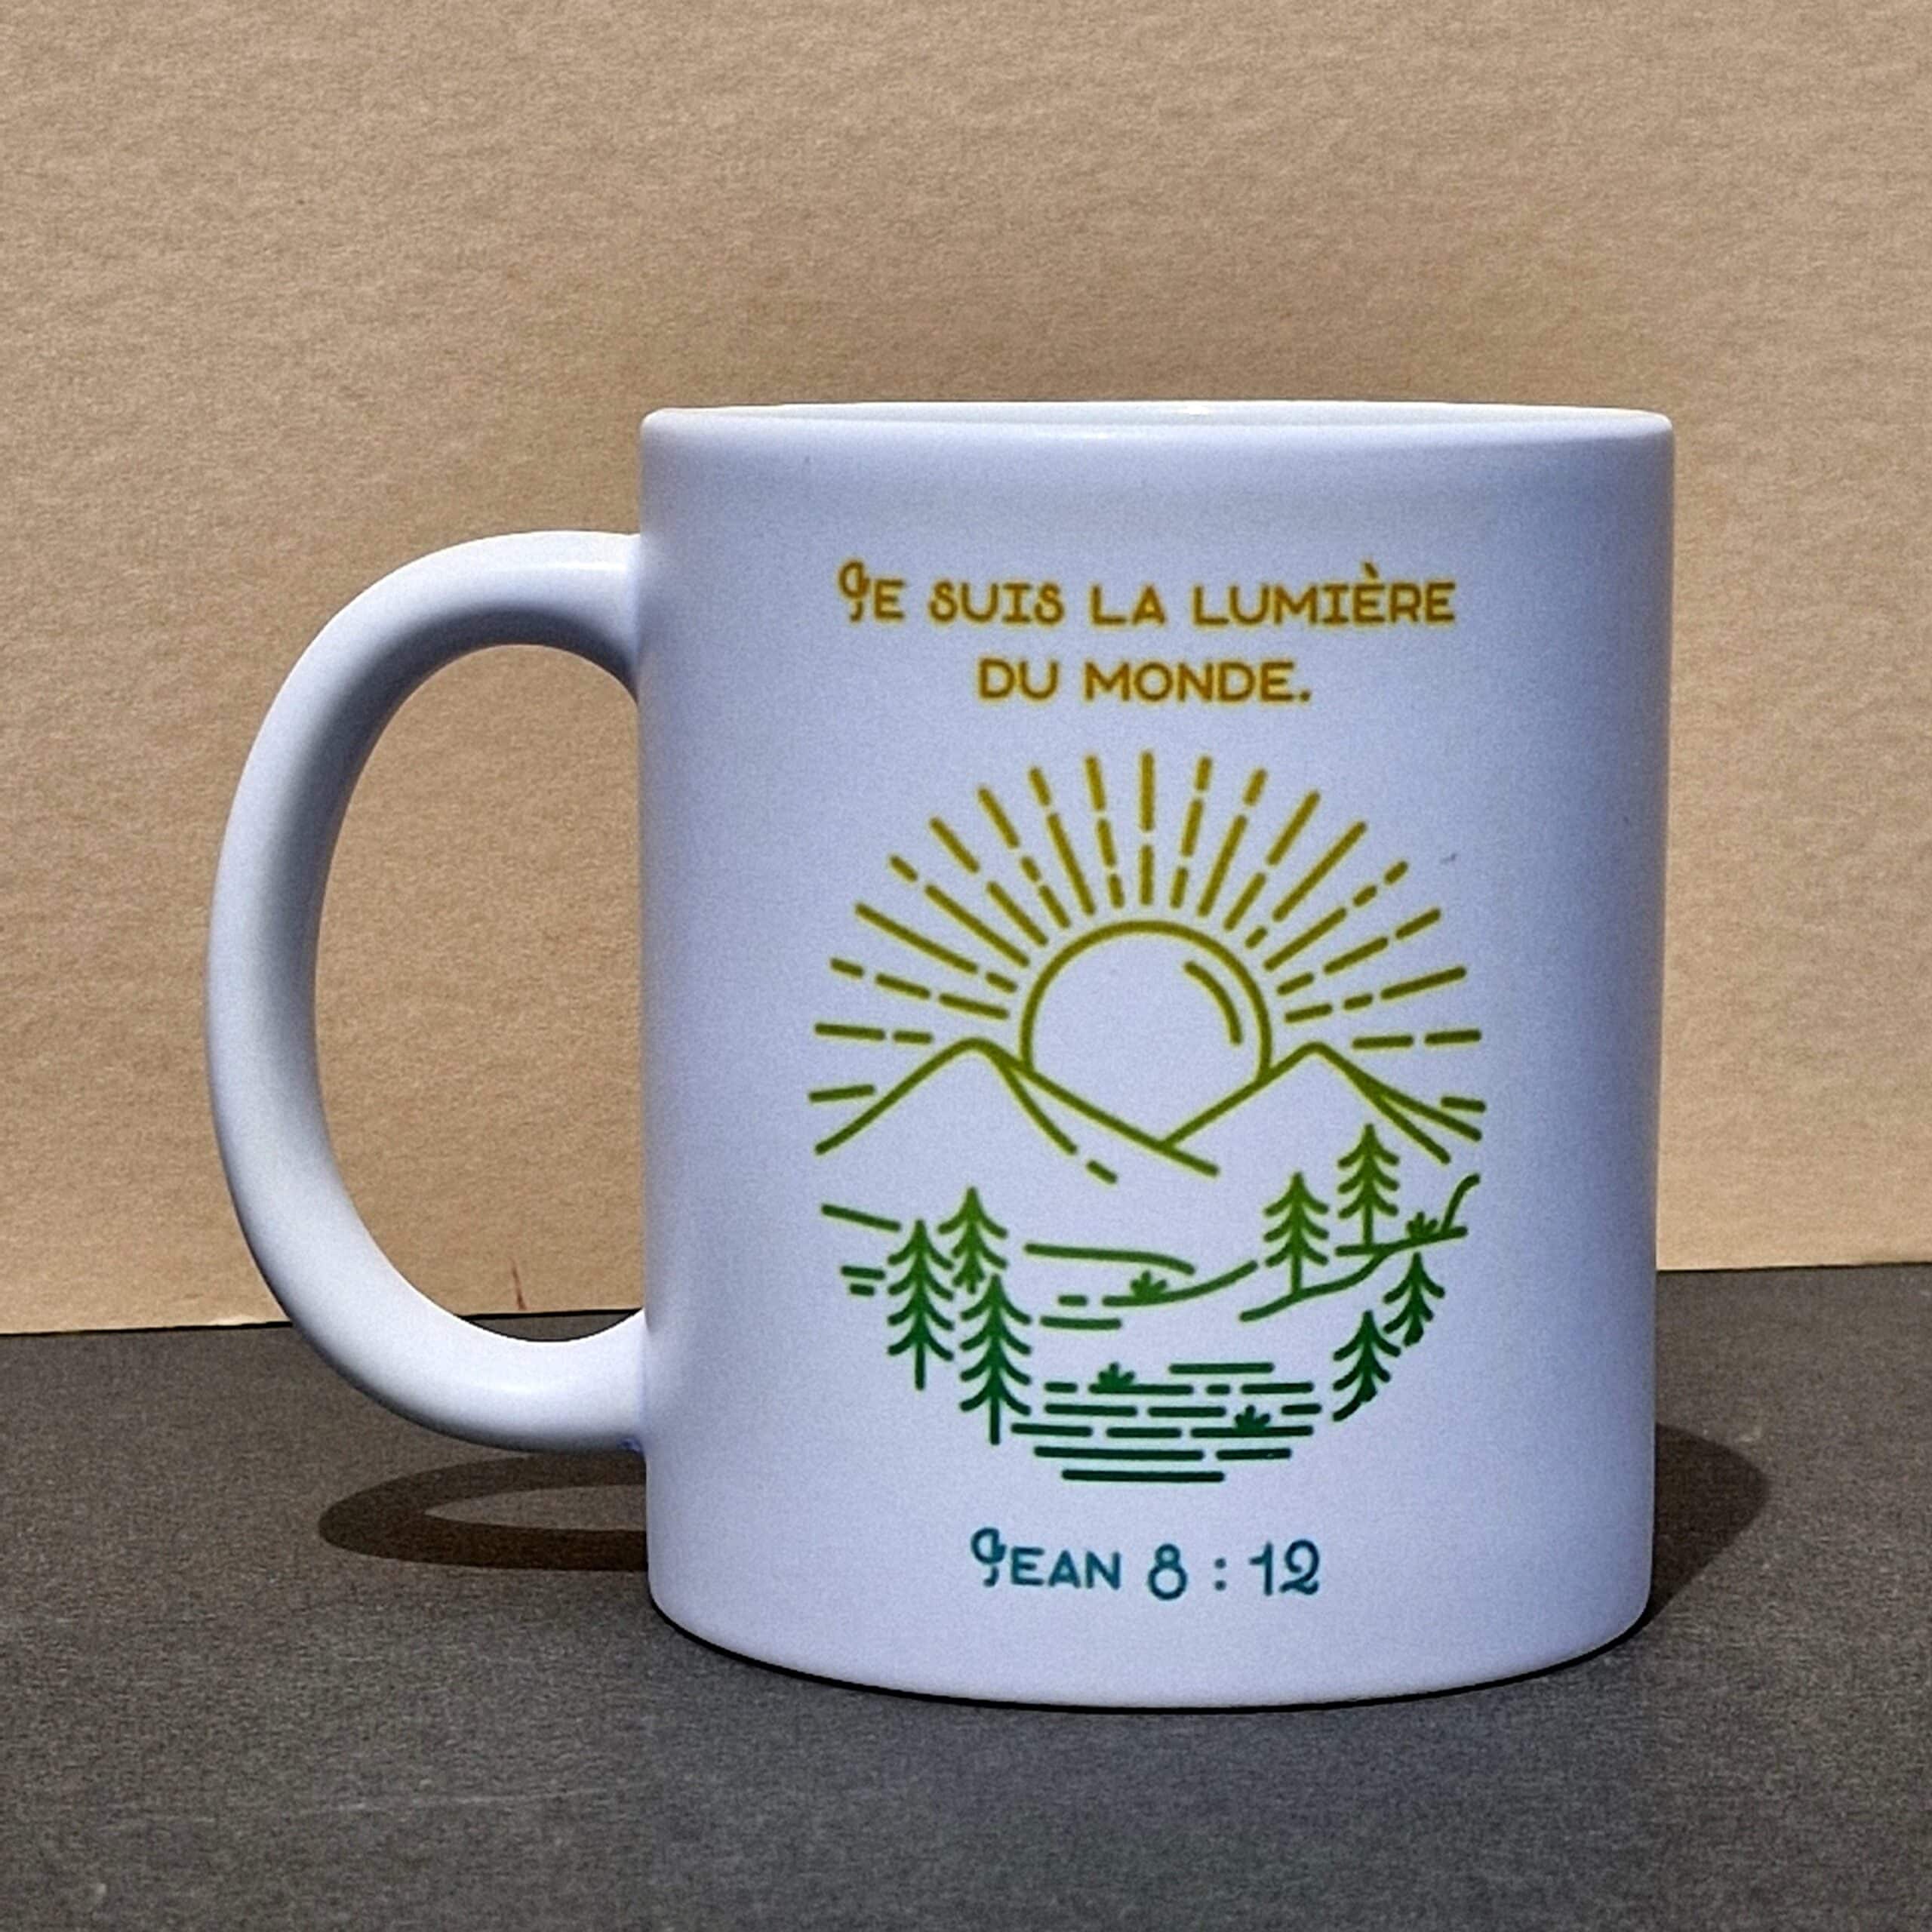 JE SUIS LA LUMIÈRE
DU MONDE.
JEAN 8 : 12